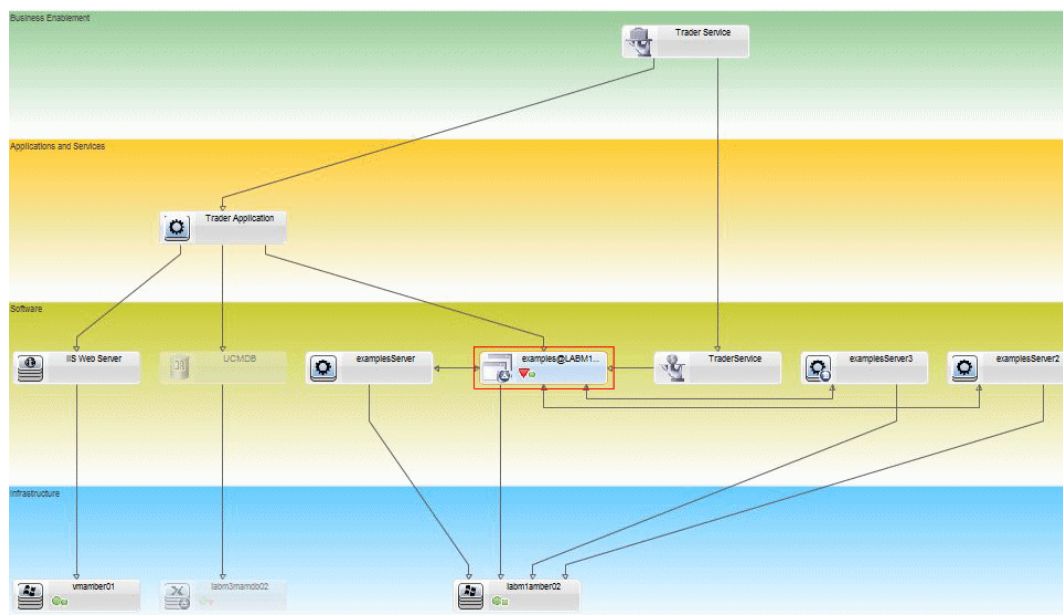 Business Enablement
Trader Service
Applications and Services
Trader Application
Software
IIS Web Server
UCMDB
examplesServer
examples@LABM1...
TraderService
examplesServer3
examplesServer2
Infrastructure
vmamber01
labm3mamdb02
labm1amber02